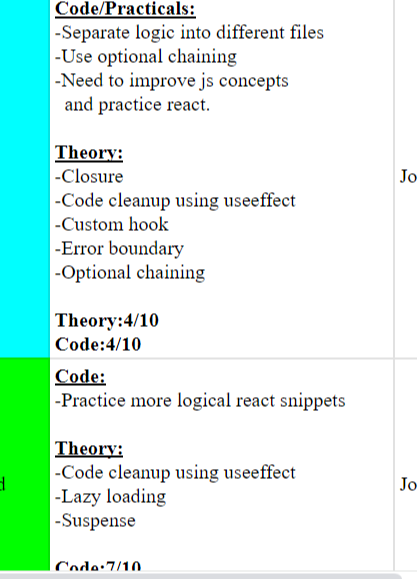 Code/Practicals:
-Separate logic into different files
-Use optional chaining
-Need to improve js concepts
and practice react.
Theory:
-Closure
-Code cleanup using useeffect
-Custom hook
-Error boundary
-Optional chaining
Jo
Theory:4/10
Code:4/10
Code:
-Practice more logical react snippets
Theory:
-Code cleanup using useeffect
-Lazy loading
-Suspense
Jo
Code:7/10